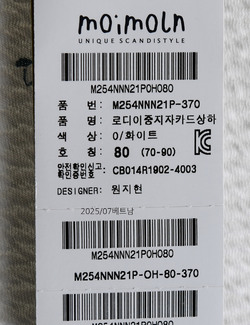 moimoln
UNIQUE SCANDISTYLE
M254NNN21P0H080
품 번: M254NNN21P-370
품 명: 로디이중지자카드상하
색 상: 0/화이트
호 칭: 80 (70-90)
안전확인신고
확인증번호: CB014R1902-4003
DESIGNER: 원지현
2025/07베트남
M254NNN21P0H080
M254NNN21P-OH-80-370
M254NNN21P0H080